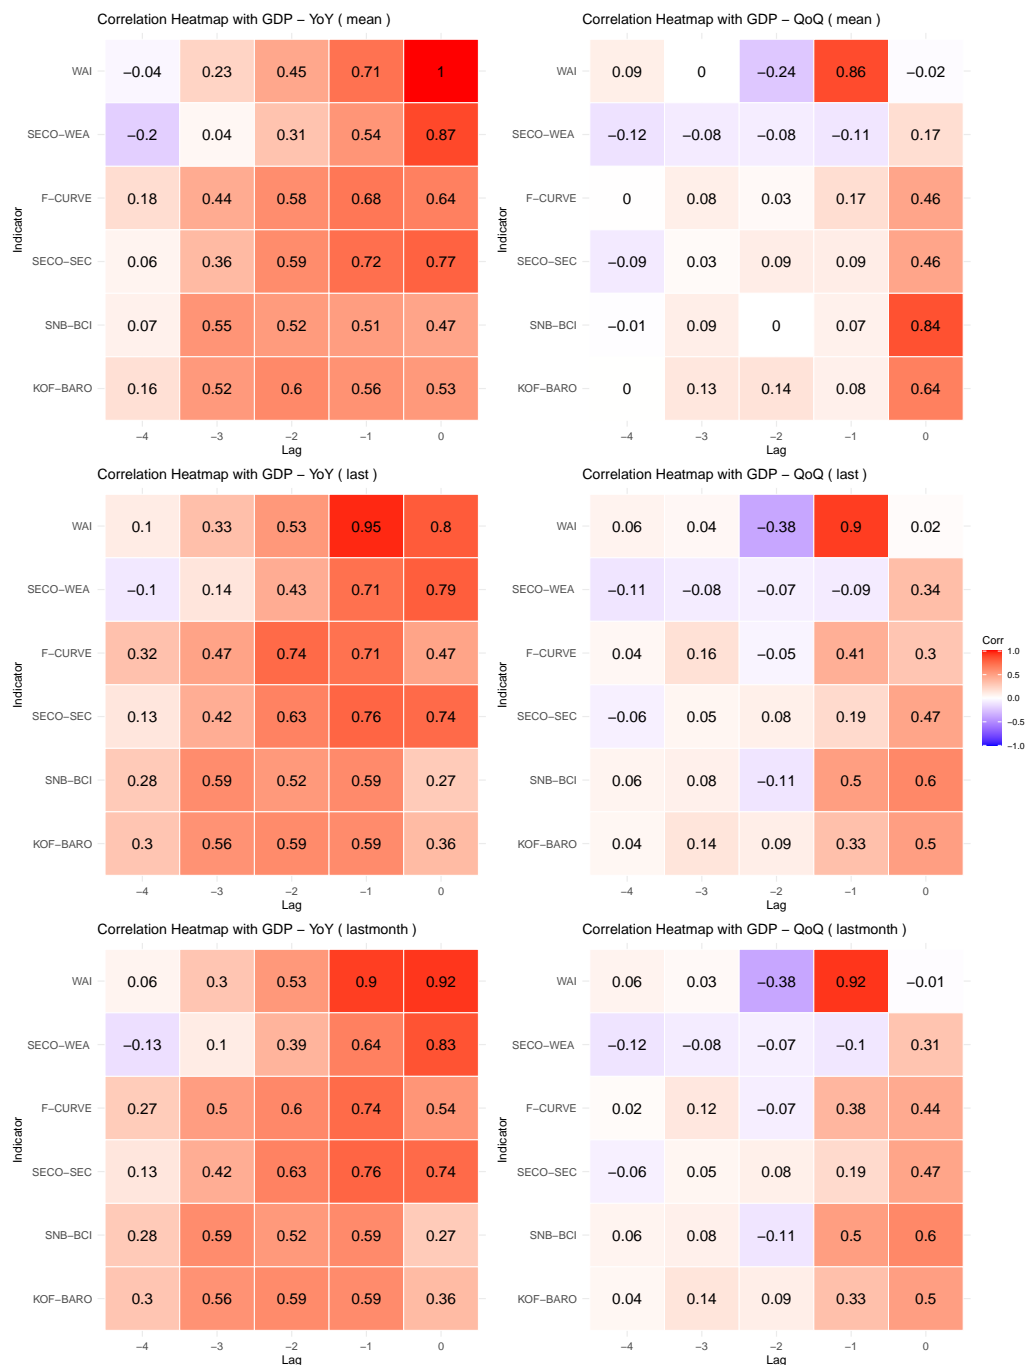 Correlation Heatmap with GDP − YoY ( mean )
Indicator
WAI −0.04 0.23 0.45 0.71 1
SECO−WEA −0.2 0.04 0.31 0.54 0.87
F−CURVE 0.18 0.44 0.58 0.68 0.64
SECO−SEC 0.06 0.36 0.59 0.72 0.77
SNB−BCI 0.07 0.55 0.52 0.51 0.47
KOF−BARO 0.16 0.52 0.6 0.56 0.53
−4 −3 −2 −1 0
Lag
Correlation Heatmap with GDP − QoQ ( mean )
Indicator
WAI 0.09 0 −0.24 0.86 −0.02
SECO−WEA −0.12 −0.08 −0.08 −0.11 0.17
F−CURVE 0 0.08 0.03 0.17 0.46
SECO−SEC −0.09 0.03 0.09 0.09 0.46
SNB−BCI −0.01 0.09 0 0.07 0.84
KOF−BARO 0 0.13 0.14 0.08 0.64
−4 −3 −2 −1 0
Lag
Correlation Heatmap with GDP − YoY ( last )
Indicator
WAI 0.1 0.33 0.53 0.95 0.8
SECO−WEA −0.1 0.14 0.43 0.71 0.79
F−CURVE 0.32 0.47 0.74 0.71 0.47
SECO−SEC 0.13 0.42 0.63 0.76 0.74
SNB−BCI 0.28 0.59 0.52 0.59 0.27
KOF−BARO 0.3 0.56 0.59 0.59 0.36
−4 −3 −2 −1 0
Lag
Correlation Heatmap with GDP − QoQ ( last )
Indicator
WAI 0.06 0.04 −0.38 0.9 0.02
SECO−WEA −0.11 −0.08 −0.07 −0.09 0.34
F−CURVE 0.04 0.16 −0.05 0.41 0.3
SECO−SEC −0.06 0.05 0.08 0.19 0.47
SNB−BCI 0.06 0.08 −0.11 0.5 0.6
KOF−BARO 0.04 0.14 0.09 0.33 0.5
−4 −3 −2 −1 0
Lag
Corr
1.0
0.5
0.0
−0.5
−1.0
Correlation Heatmap with GDP − YoY ( lastmonth )
Indicator
WAI 0.06 0.3 0.53 0.9 0.92
SECO−WEA −0.13 0.1 0.39 0.64 0.83
F−CURVE 0.27 0.5 0.6 0.74 0.54
SECO−SEC 0.13 0.42 0.63 0.76 0.74
SNB−BCI 0.28 0.59 0.52 0.59 0.27
KOF−BARO 0.3 0.56 0.59 0.59 0.36
−4 −3 −2 −1 0
Lag
Correlation Heatmap with GDP − QoQ ( lastmonth )
Indicator
WAI 0.06 0.03 −0.38 0.92 −0.01
SECO−WEA −0.12 −0.08 −0.07 −0.1 0.31
F−CURVE 0.02 0.12 −0.07 0.38 0.44
SECO−SEC −0.06 0.05 0.08 0.19 0.47
SNB−BCI 0.06 0.08 −0.11 0.5 0.6
KOF−BARO 0.04 0.14 0.09 0.33 0.5
−4 −3 −2 −1 0
Lag